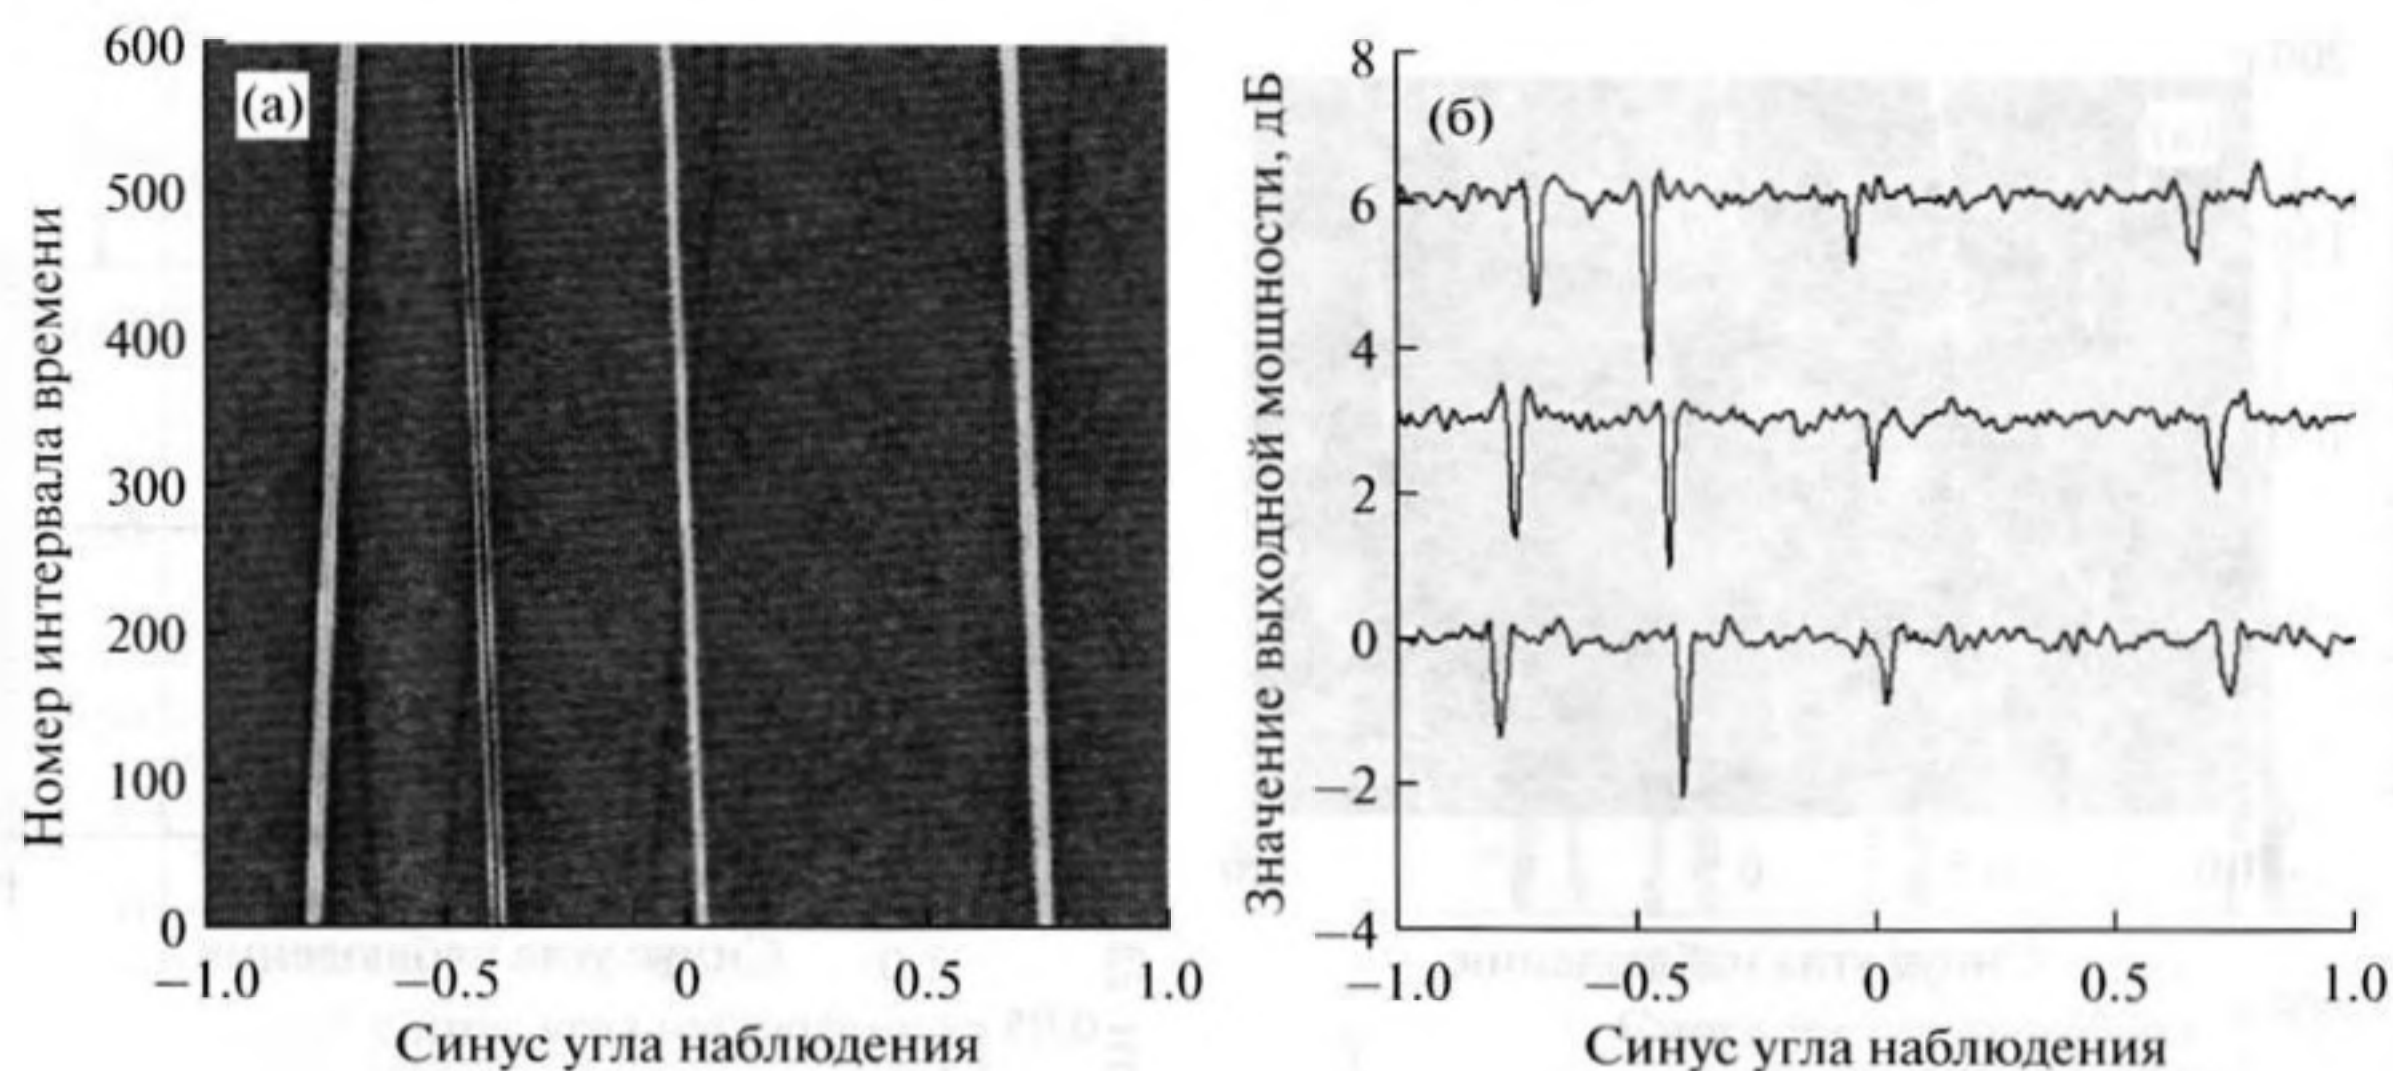 600
500
400
300
200
100
0
Номер интервала времени
(а)
−1.0 −0.5 0 0.5 1.0
Синус угла наблюдения
8
6
4
2
0
−2
−4
Значение выходной мощности, дБ
(б)
−1.0 −0.5 0 0.5 1.0
Синус угла наблюдения